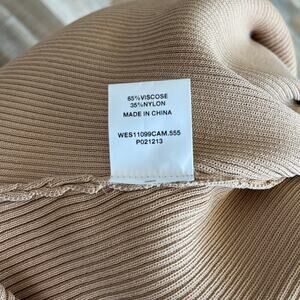 65%VISCOSE
35%NYLON
MADE IN CHINA
WES11099CAM.555
P021213